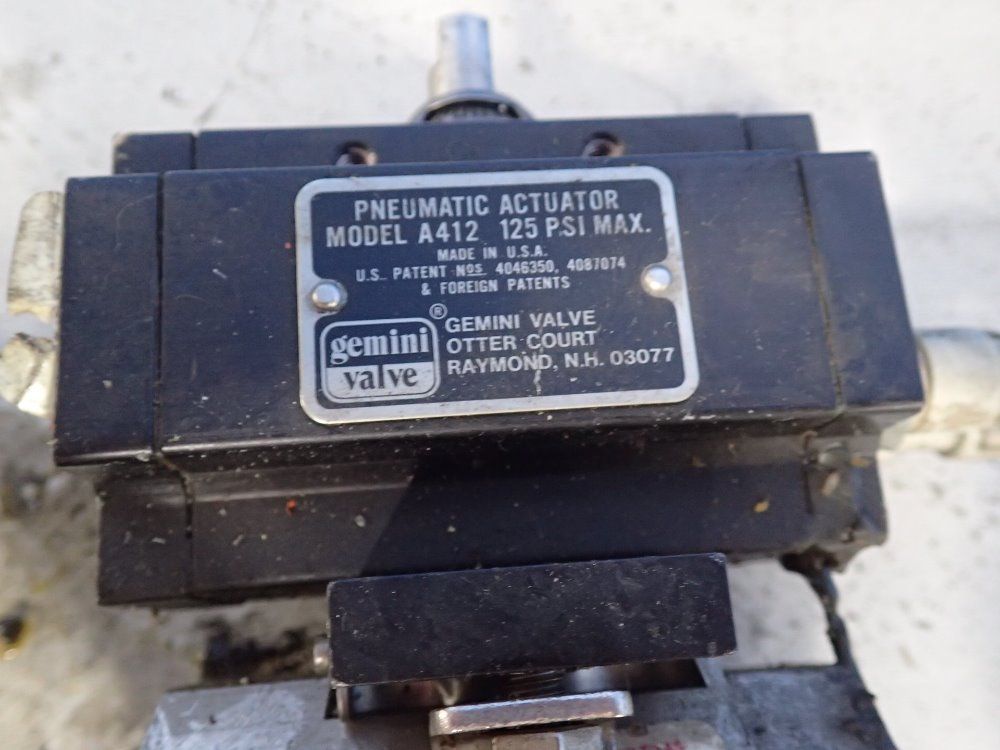 PNEUMATIC ACTUATOR
MODEL A412 125 PSI MAX.
MADE IN U.S.A.
U.S. PATENT NOS 4046350, 4087074
& FOREIGN PATENTS
gemini ®
valve
GEMINI VALVE
OTTER COURT
RAYMOND, N.H. 03077